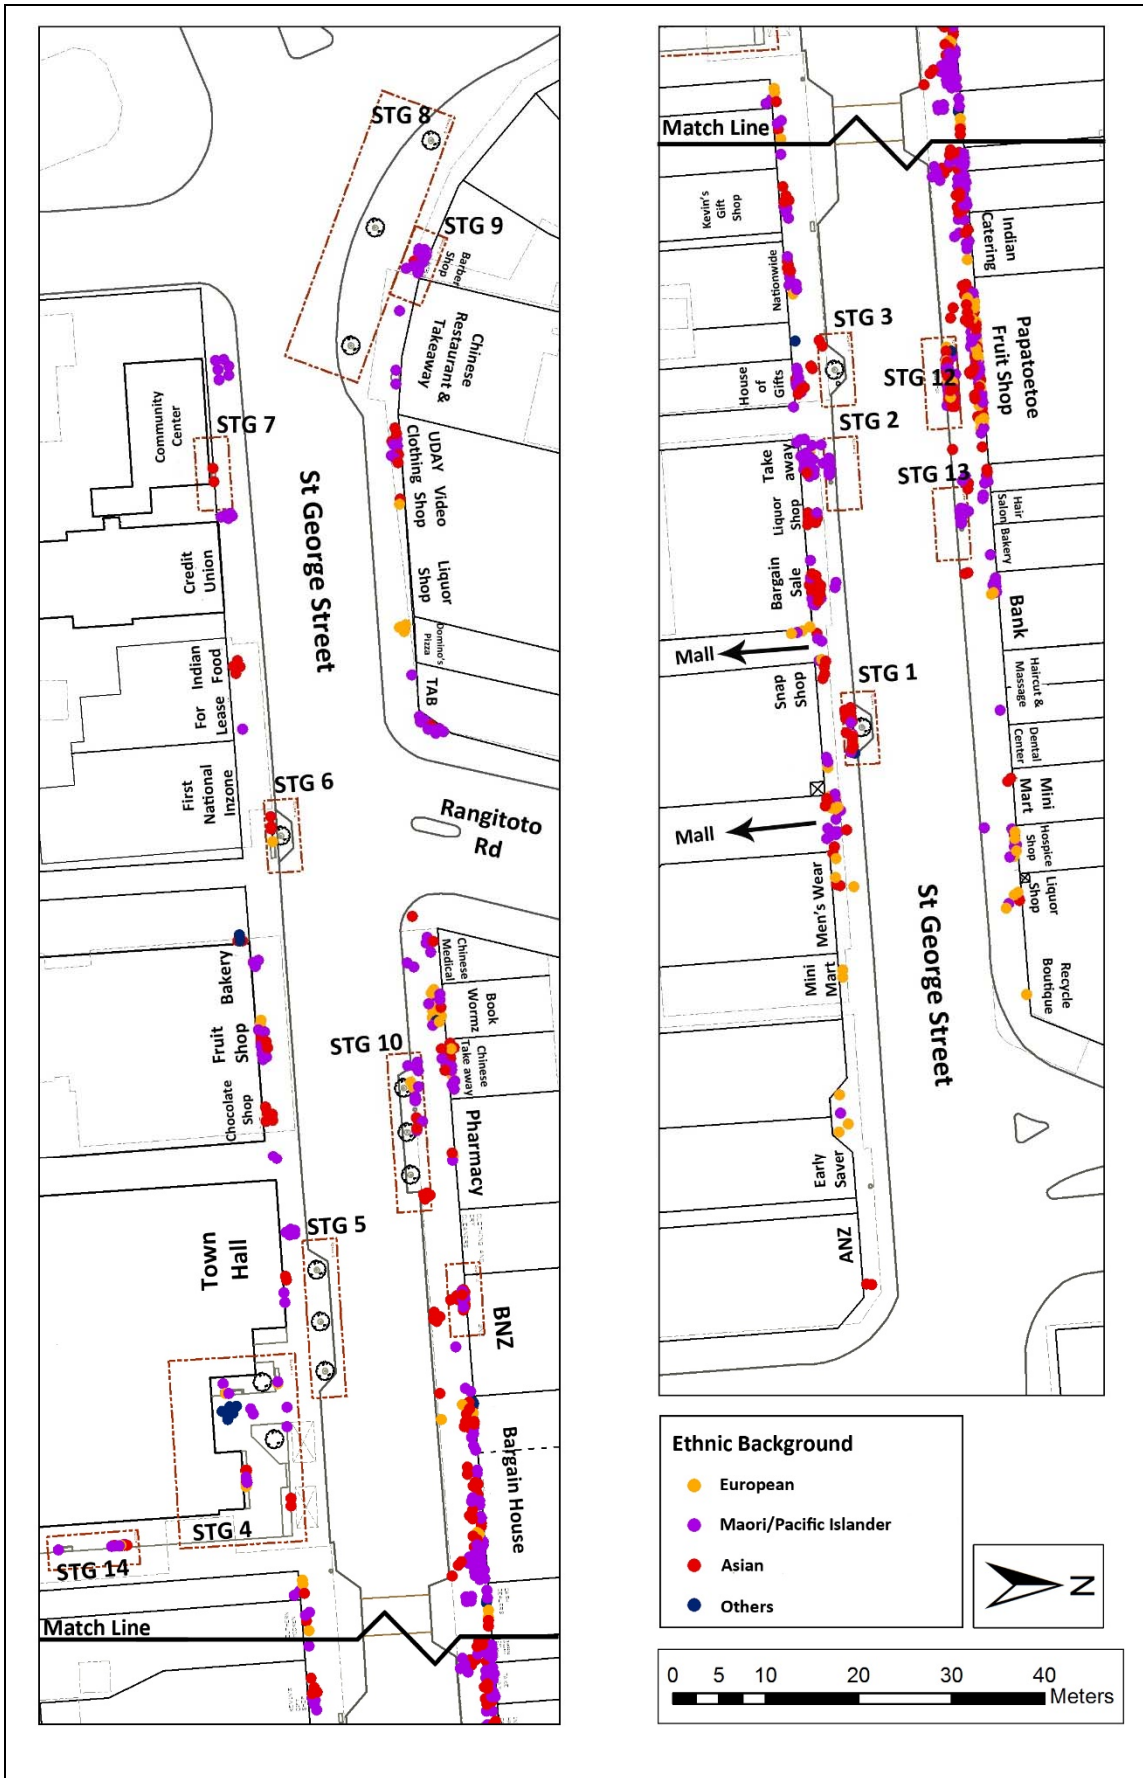 STG 8
STG 9
Barber
Shop
Chinese
Restaurant &
Takeaway
STG 7
Community
Center
UDAY
Clothing
Video
Shop
St George Street
Credit
Union
Liquor
Shop
Domino's
Pizza
Indian
Food
TAB
For
Lease
First
National
Inzone
STG 6
Rangitoto
Rd
Bakery
Chinese
Medical
Book
Wormz
Fruit
Shop
STG 10
Chinese
Take away
Chocolate
Shop
Pharmacy
Town
Hall
STG 5
BNZ
Bargain House
STG 4
STG 14
Match Line
Match Line
Kevin's
Gift
Shop
Indian
Catering
Nationwide
STG 3
Papatoetoe
Fruit Shop
House
of
Gifts
STG 12
STG 2
Take
away
STG 13
Liquor
Shop
Hair
Salon
Bakery
Bargain
Sale
Bank
Mall
Snap
Shop
STG 1
Haircut &
Massage
Dental
Center
Mini
Mart
Mall
Hospice
Shop
Men's Wear
Liquor
Shop
St George Street
Mini
Mart
Recycle
Boutique
Early
Saver
ANZ
Ethnic Background
European
Maori/Pacific Islander
Asian
Others
N
0 5 10 20 30 40
Meters